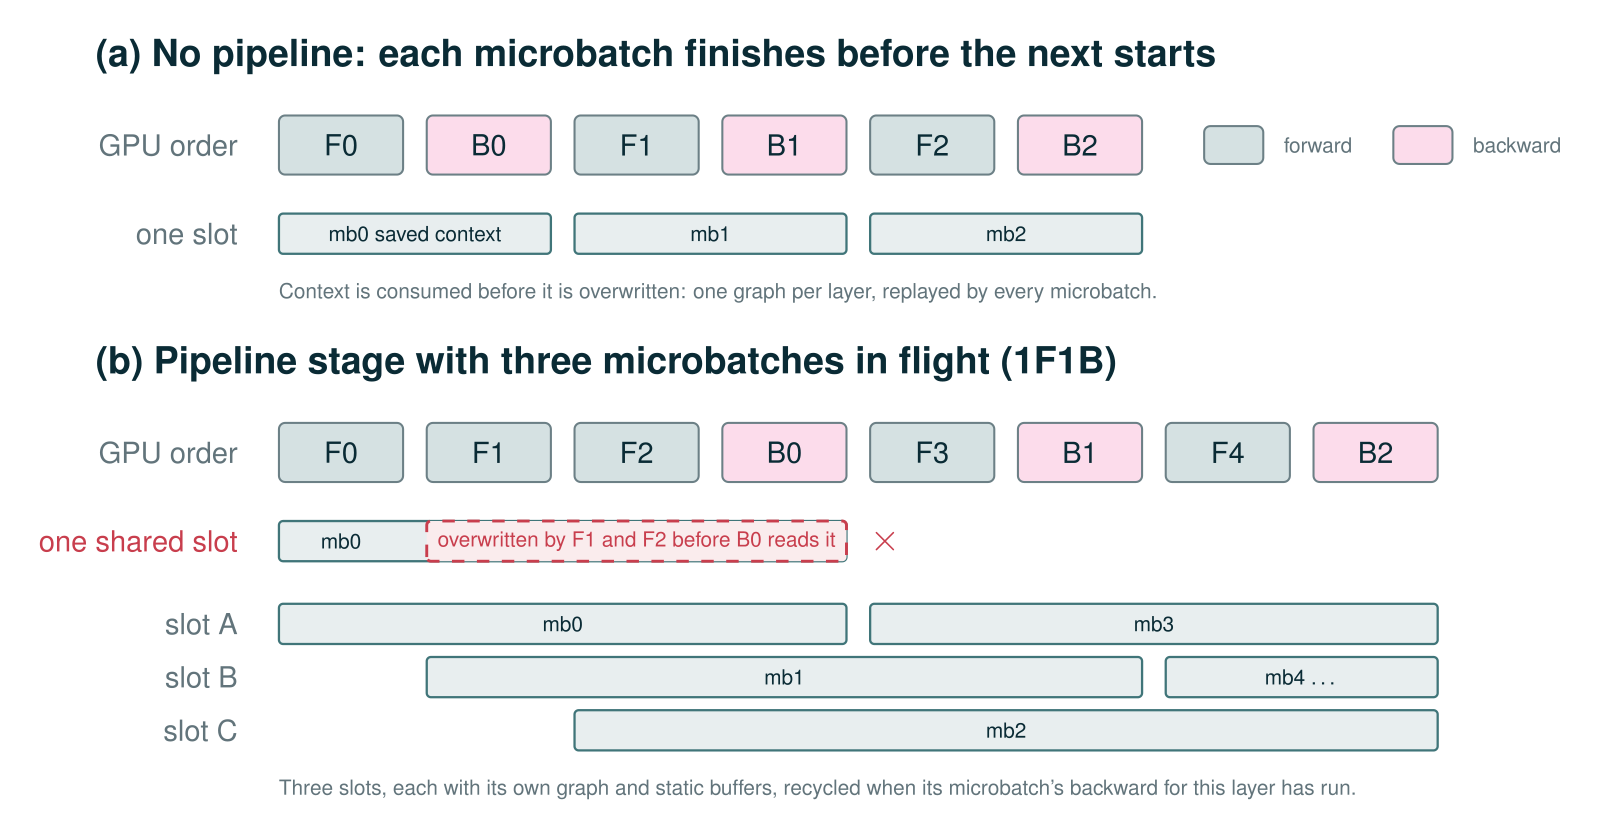 (a) No pipeline: each microbatch finishes before the next starts
GPU order F0 B0 F1 B1 F2 B2 forward backward
one slot mb0 saved context mb1 mb2
Context is consumed before it is overwritten: one graph per layer, replayed by every microbatch.
(b) Pipeline stage with three microbatches in flight (1F1B)
GPU order F0 F1 F2 B0 F3 B1 F4 B2
one shared slot mb0 overwritten by F1 and F2 before B0 reads it ×
slot A mb0 mb3
slot B mb1 mb4 ...
slot C mb2
Three slots, each with its own graph and static buffers, recycled when its microbatch’s backward for this layer has run.